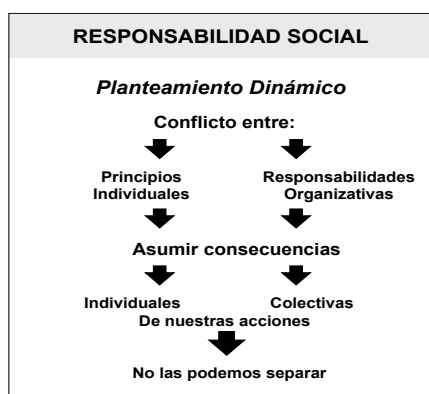 RESPONSABILIDAD SOCIAL
Planteamiento Dinámico
Conflicto entre:
Principios Responsabilidades
Individuales Organizativas
Asumir consecuencias
Individuales Colectivas
De nuestras acciones
No las podemos separar